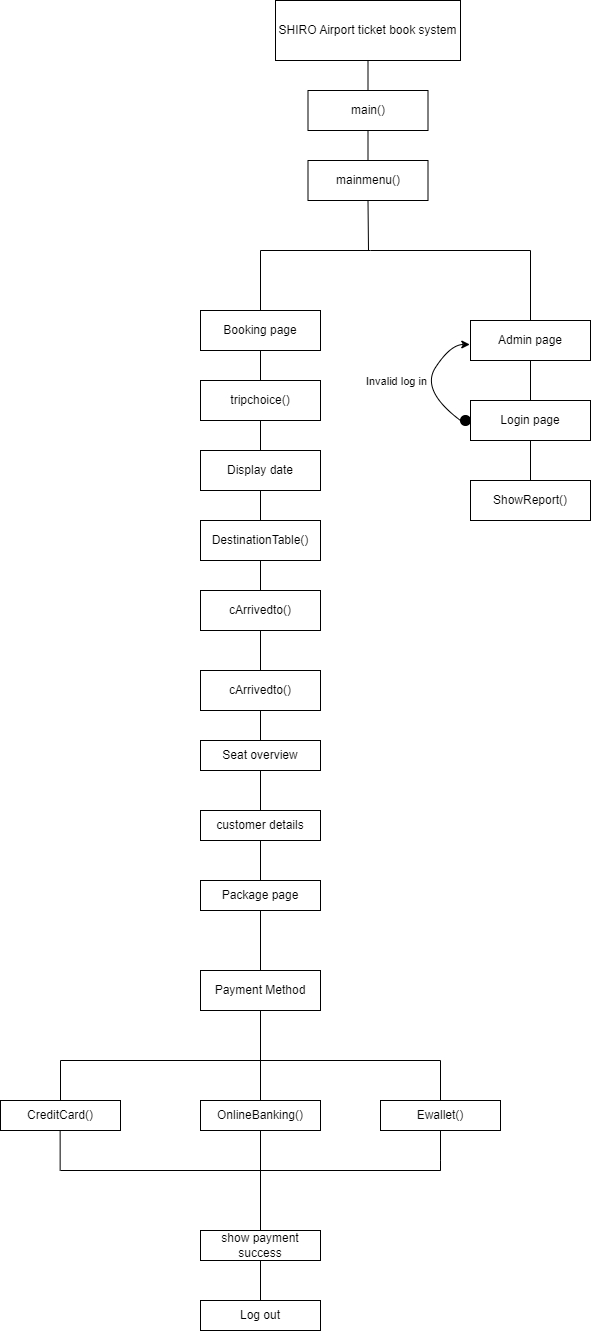 SHIRO Airport ticket book system
main()
mainmenu()
Booking page
Admin page
tripchoice()
Invalid log in
Login page
Display date
ShowReport()
DestinationTable()
cArrivedto()
cArrivedto()
Seat overview
customer details
Package page
Payment Method
CreditCard()
OnlineBanking()
Ewallet()
show payment
success
Log out